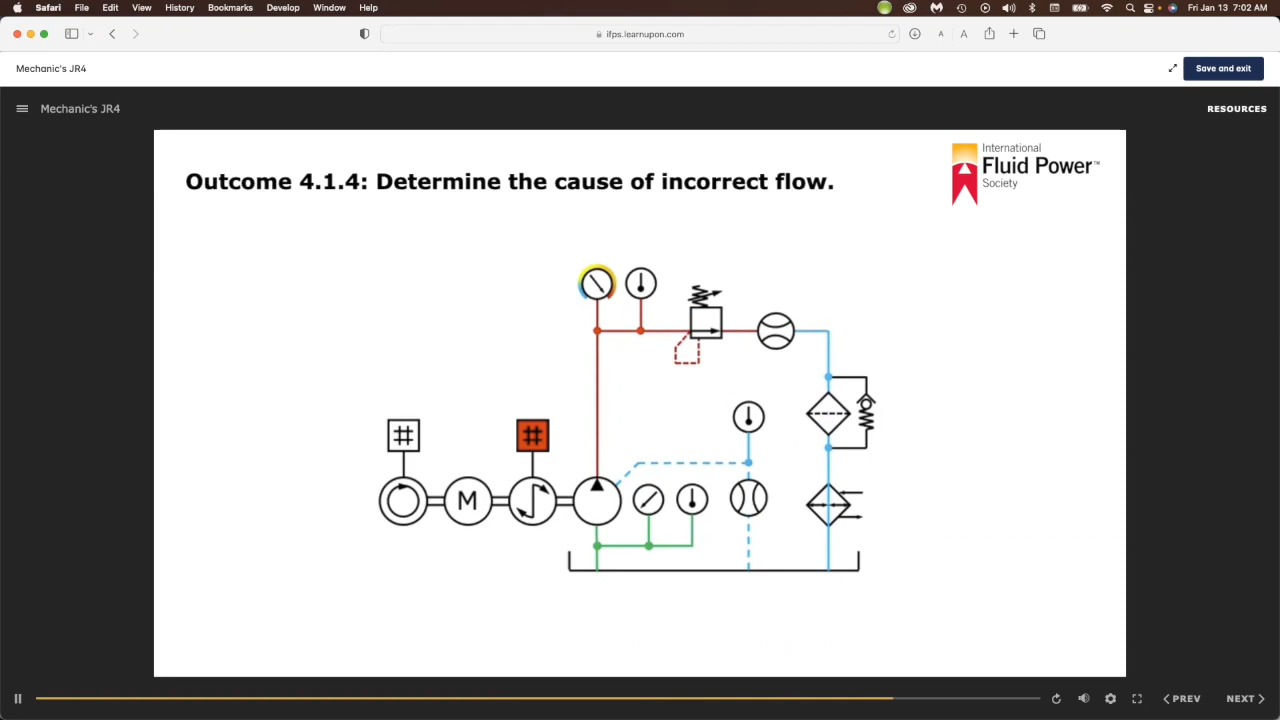 Safari File Edit View History Bookmarks Develop Window Help Fri Jan 13 7:02 AM
ifps.learnupon.com A A
Mechanic's JR4 Save and exit
Mechanic's JR4 RESOURCES
International
Fluid Power™
Society
Outcome 4.1.4: Determine the cause of incorrect flow.
# #
M
PREV NEXT